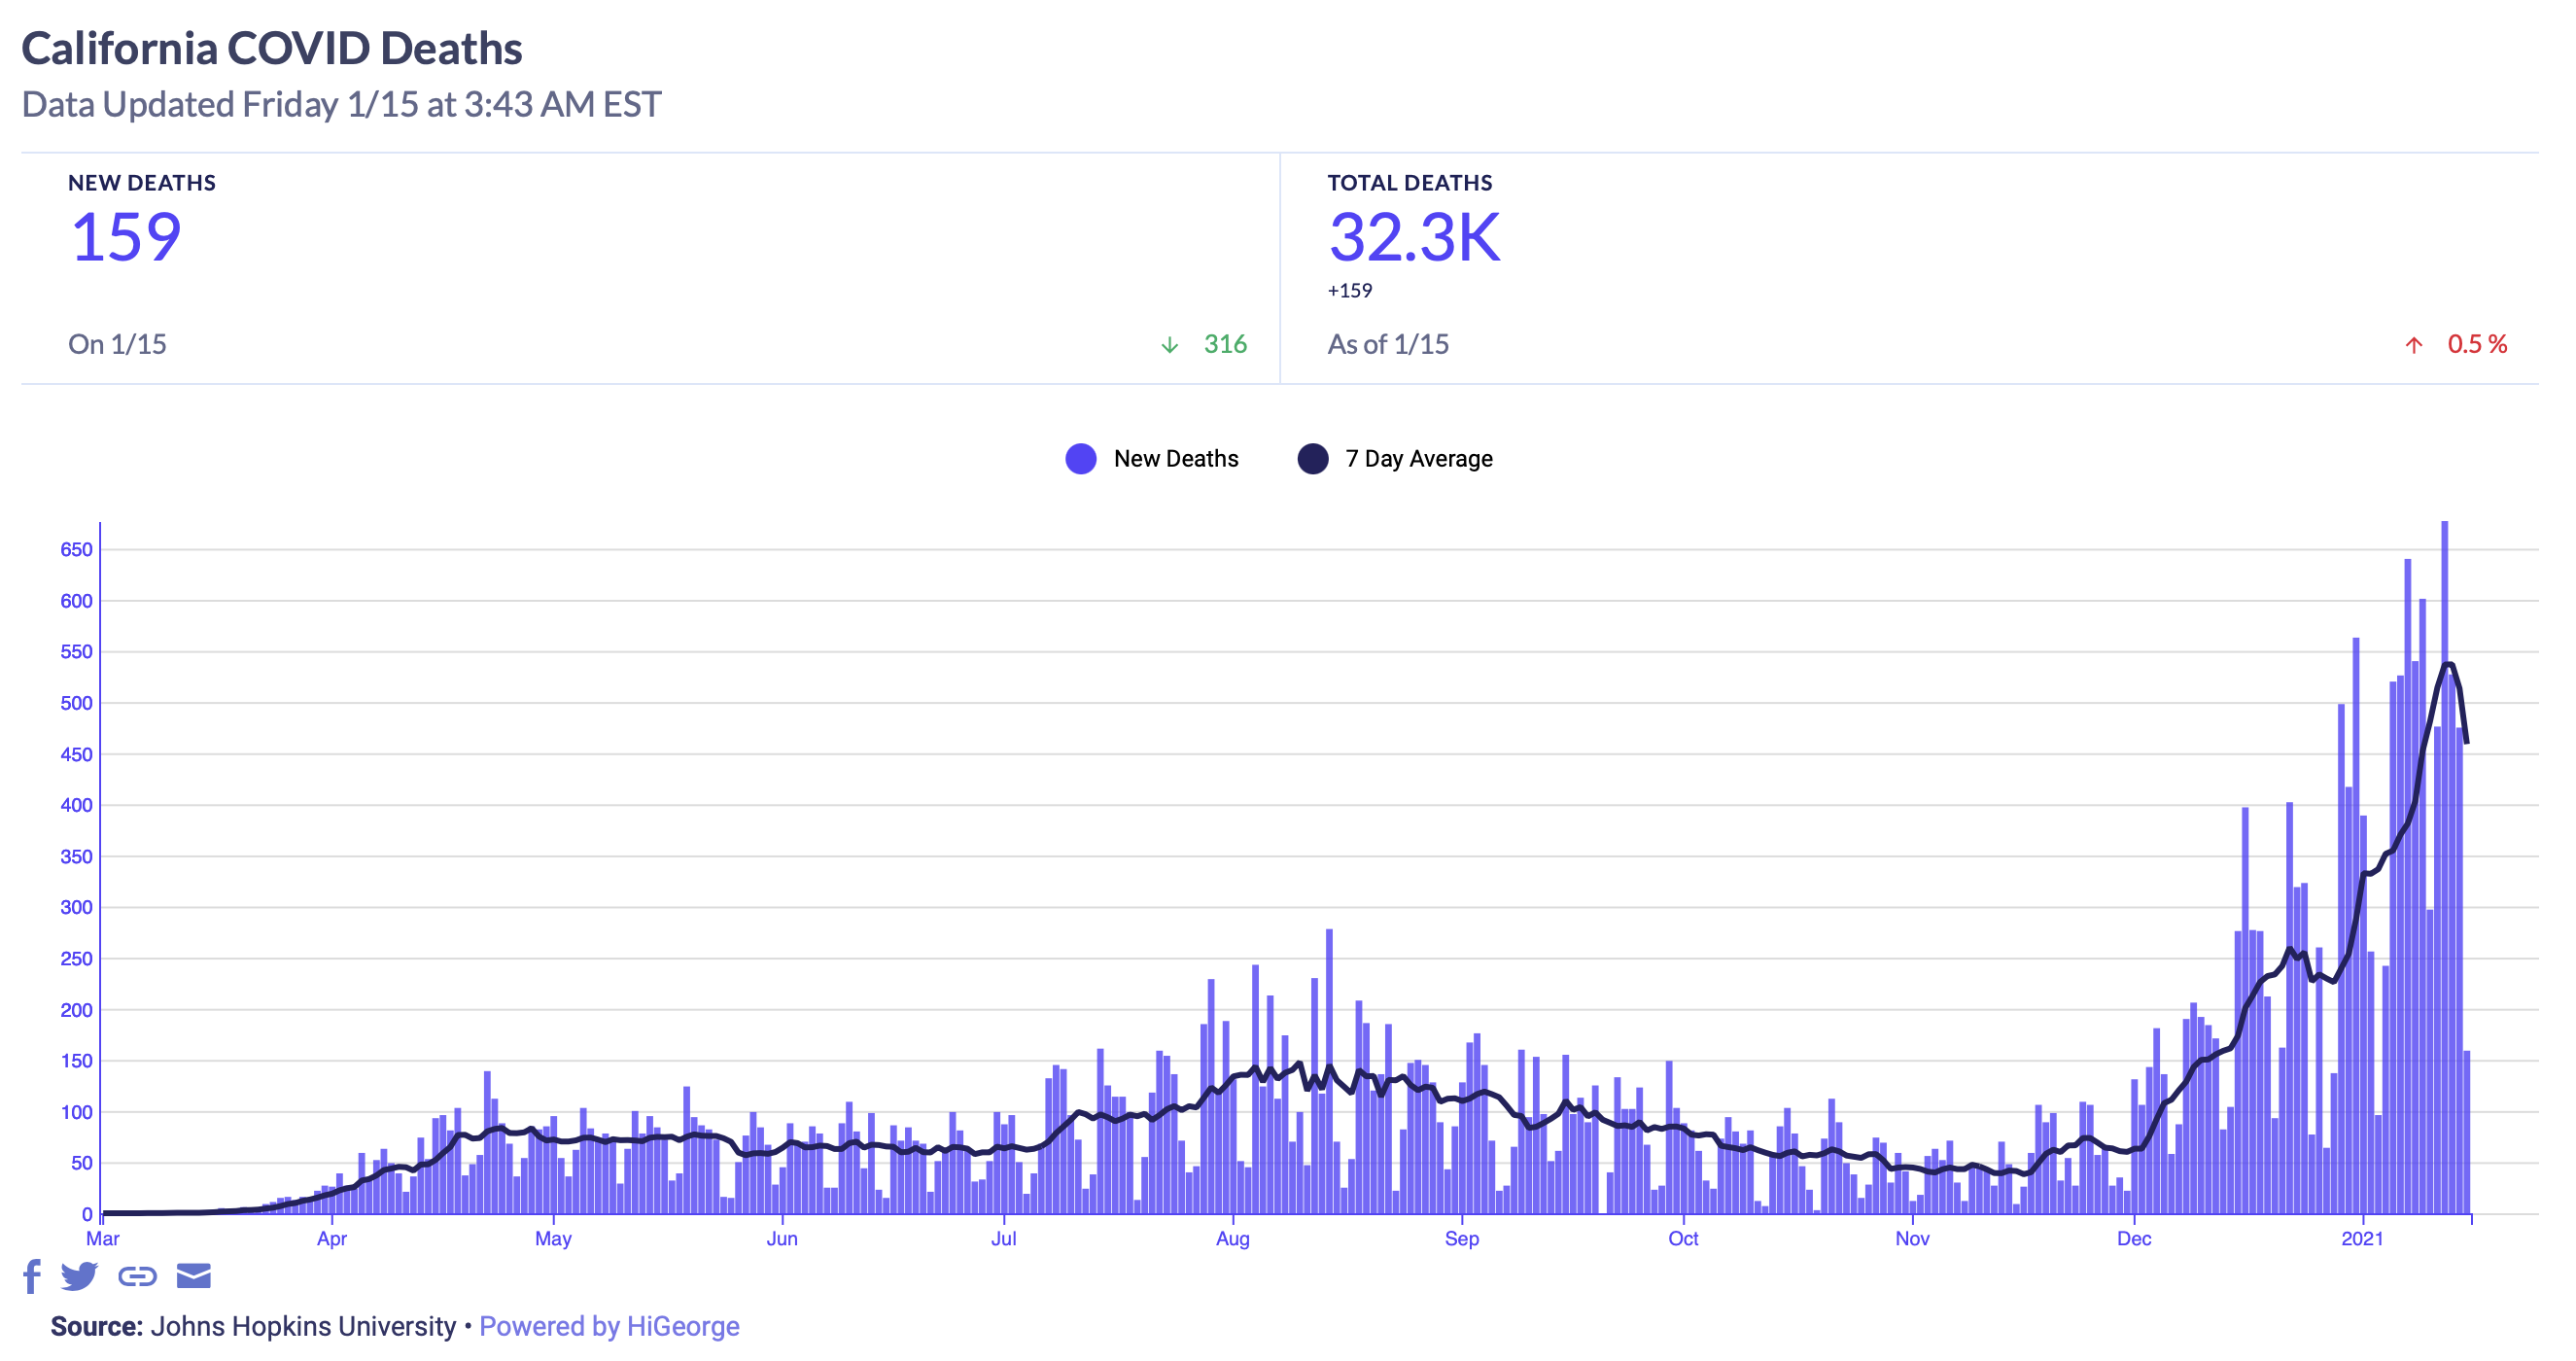 California COVID Deaths
Data Updated Friday 1/15 at 3:43 AM EST
NEW DEATHS
159
On 1/15
↓ 316
TOTAL DEATHS
32.3K
+159
As of 1/15
↑ 0.5 %
New Deaths
7 Day Average
650
600
550
500
450
400
350
300
250
200
150
100
50
0
Mar Apr May Jun Jul Aug Sep Oct Nov Dec 2021
Source: Johns Hopkins University • Powered by HiGeorge